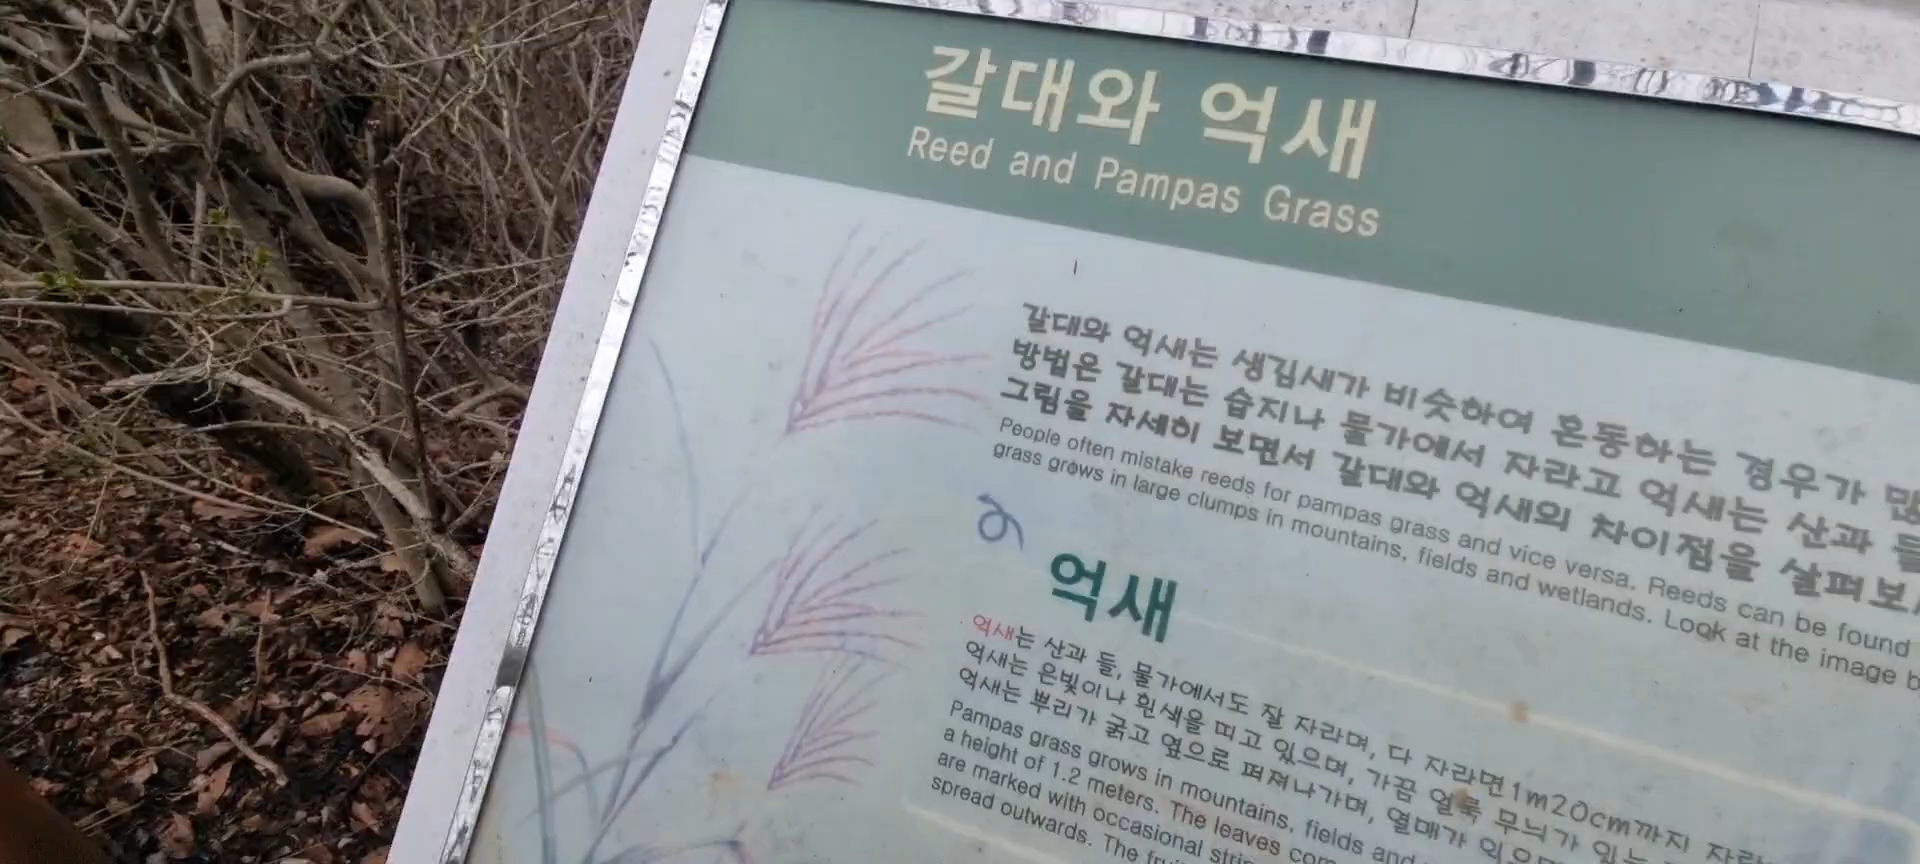 갈대와 억새
Reed and Pampas Grass
갈대와 억새는 생김새가 비슷하여 혼동하는 경우가 많
방법은 갈대는 습지나 물가에서 자라고 억새는 산과 들
그림을 자세히 보면서 갈대와 억새의 차이점을 살펴보
People often mistake reeds for pampas grass and vice versa. Reeds can be found
grass grows in large clumps in mountains, fields and wetlands. Look at the image b
억새
억새는 산과 들, 물가에서도 잘 자라며, 다 자라면 1m20cm까지 자라
억새는 은빛이나 흰색을 띠고 있으며, 가끔 얼룩 무늬가 있는
억새는 뿌리가 굵고 옆으로 퍼져나가며, 열매가 익으면
Pampas grass grows in mountains, fields and
a height of 1.2 meters. The leaves com
are marked with occasional strip
spread outwards. The fru